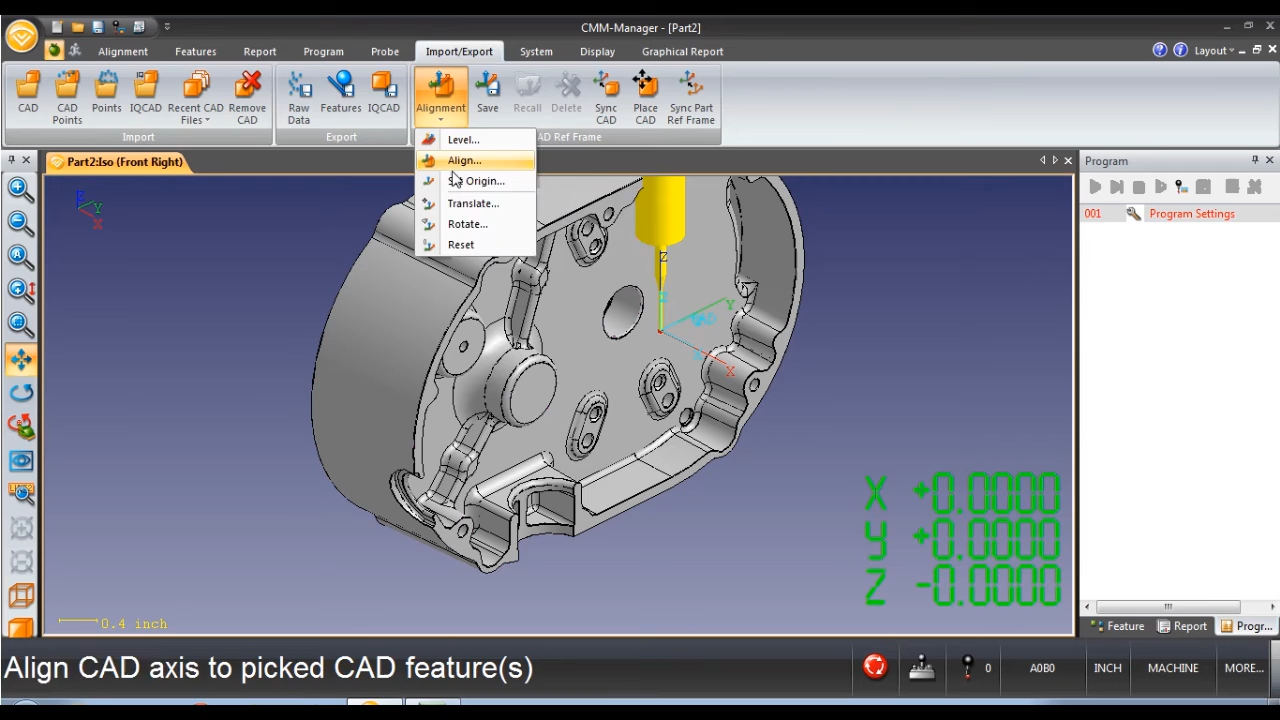 CMM-Manager - [Part2]
Alignment Features Report Program Probe Import/Export System Display Graphical Report Layout
CAD CAD Points Points IQCAD Recent CAD Files Remove CAD Raw Data Features IQCAD Alignment Save Recall Delete Sync CAD Place CAD Sync Part Ref Frame
Import Export AD Ref Frame
Level...
Align...
Origin...
Translate...
Rotate...
Reset
Part2:Iso (Front Right)
Z
Y
X
Z
Z
Y
X
X
X +0.0000
Y +0.0000
Z -0.0000
0.4 inch
Program
001 Program Settings
Feature Report Progr...
Align CAD axis to picked CAD feature(s)
0 A0B0 INCH MACHINE MORE...